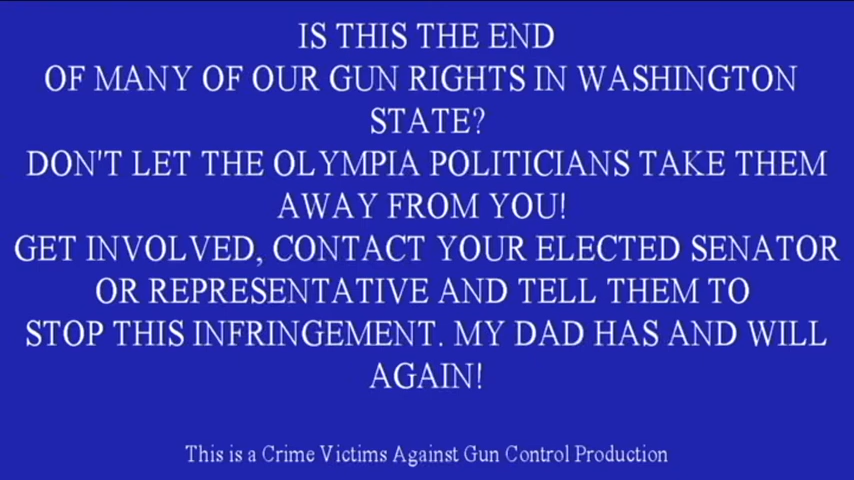 IS THIS THE END
OF MANY OF OUR GUN RIGHTS IN WASHINGTON
STATE?
DON'T LET THE OLYMPIA POLITICIANS TAKE THEM
AWAY FROM YOU!
GET INVOLVED, CONTACT YOUR ELECTED SENATOR
OR REPRESENTATIVE AND TELL THEM TO
STOP THIS INFRINGEMENT. MY DAD HAS AND WILL
AGAIN!
This is a Crime Victims Against Gun Control Production